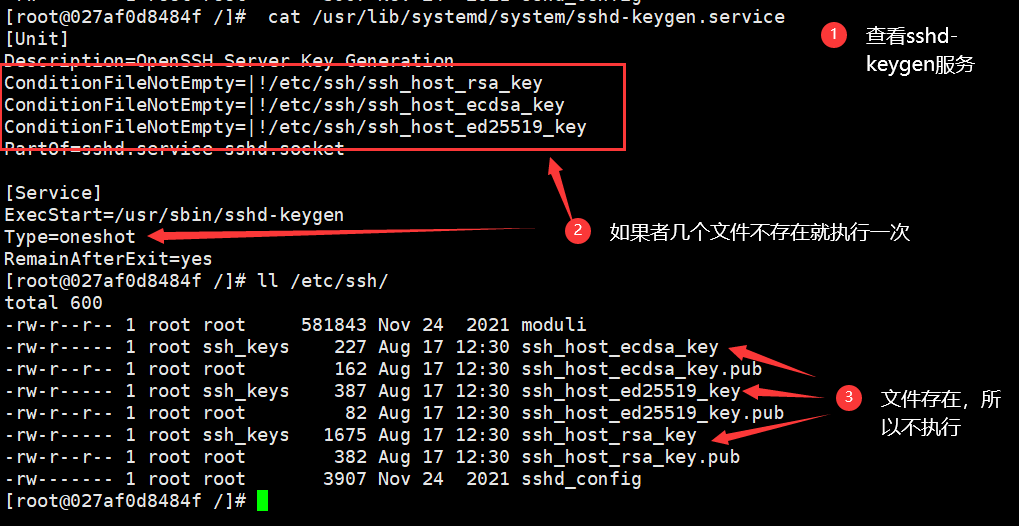 [root@027af0d8484f /]#  cat /usr/lib/systemd/system/sshd-keygen.service
[Unit]
Description=OpenSSH Server Key Generation
ConditionFileNotEmpty=|!/etc/ssh/ssh_host_rsa_key
ConditionFileNotEmpty=|!/etc/ssh/ssh_host_ecdsa_key
ConditionFileNotEmpty=|!/etc/ssh/ssh_host_ed25519_key
PartOf=sshd.service sshd.socket
1
查看sshd-
keygen服务
[Service]
ExecStart=/usr/sbin/sshd-keygen
Type=oneshot
RemainAfterExit=yes
2
如果者几个文件不存在就执行一次
[root@027af0d8484f /]# ll /etc/ssh/
total 600
-rw-r--r-- 1 root root     581843 Nov 24  2021 moduli
-rw-r----- 1 root ssh_keys    227 Aug 17 12:30 ssh_host_ecdsa_key
-rw-r--r-- 1 root root        162 Aug 17 12:30 ssh_host_ecdsa_key.pub
-rw-r----- 1 root ssh_keys    387 Aug 17 12:30 ssh_host_ed25519_key
-rw-r--r-- 1 root root         82 Aug 17 12:30 ssh_host_ed25519_key.pub
-rw-r----- 1 root ssh_keys   1675 Aug 17 12:30 ssh_host_rsa_key
-rw-r--r-- 1 root root        382 Aug 17 12:30 ssh_host_rsa_key.pub
-rw------- 1 root root       3907 Nov 24  2021 sshd_config
[root@027af0d8484f /]#
3
文件存在，所
以不执行